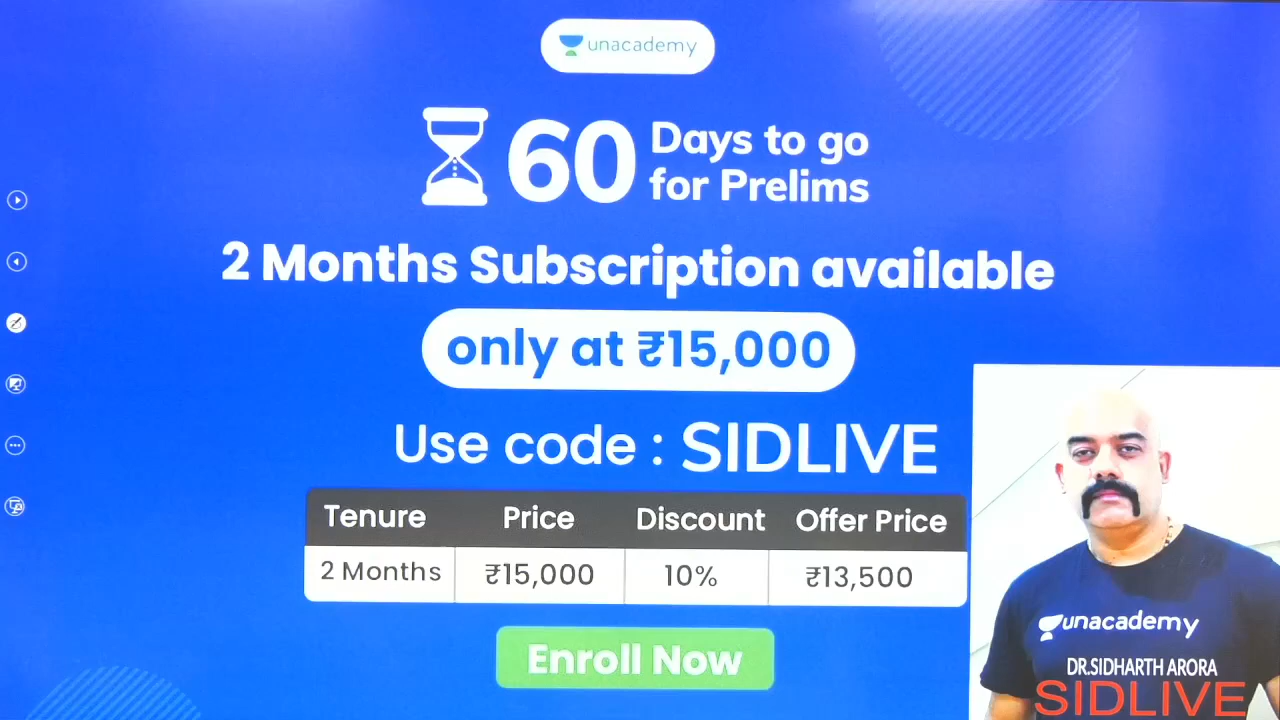 unacademy
60 Days to go
for Prelims
2 Months Subscription available
only at ₹15,000
Use code : SIDLIVE
Tenure Price Discount Offer Price
2 Months ₹15,000 10% ₹13,500
Enroll Now
unacademy
DR.SIDHARTH ARORA
SIDLIVE